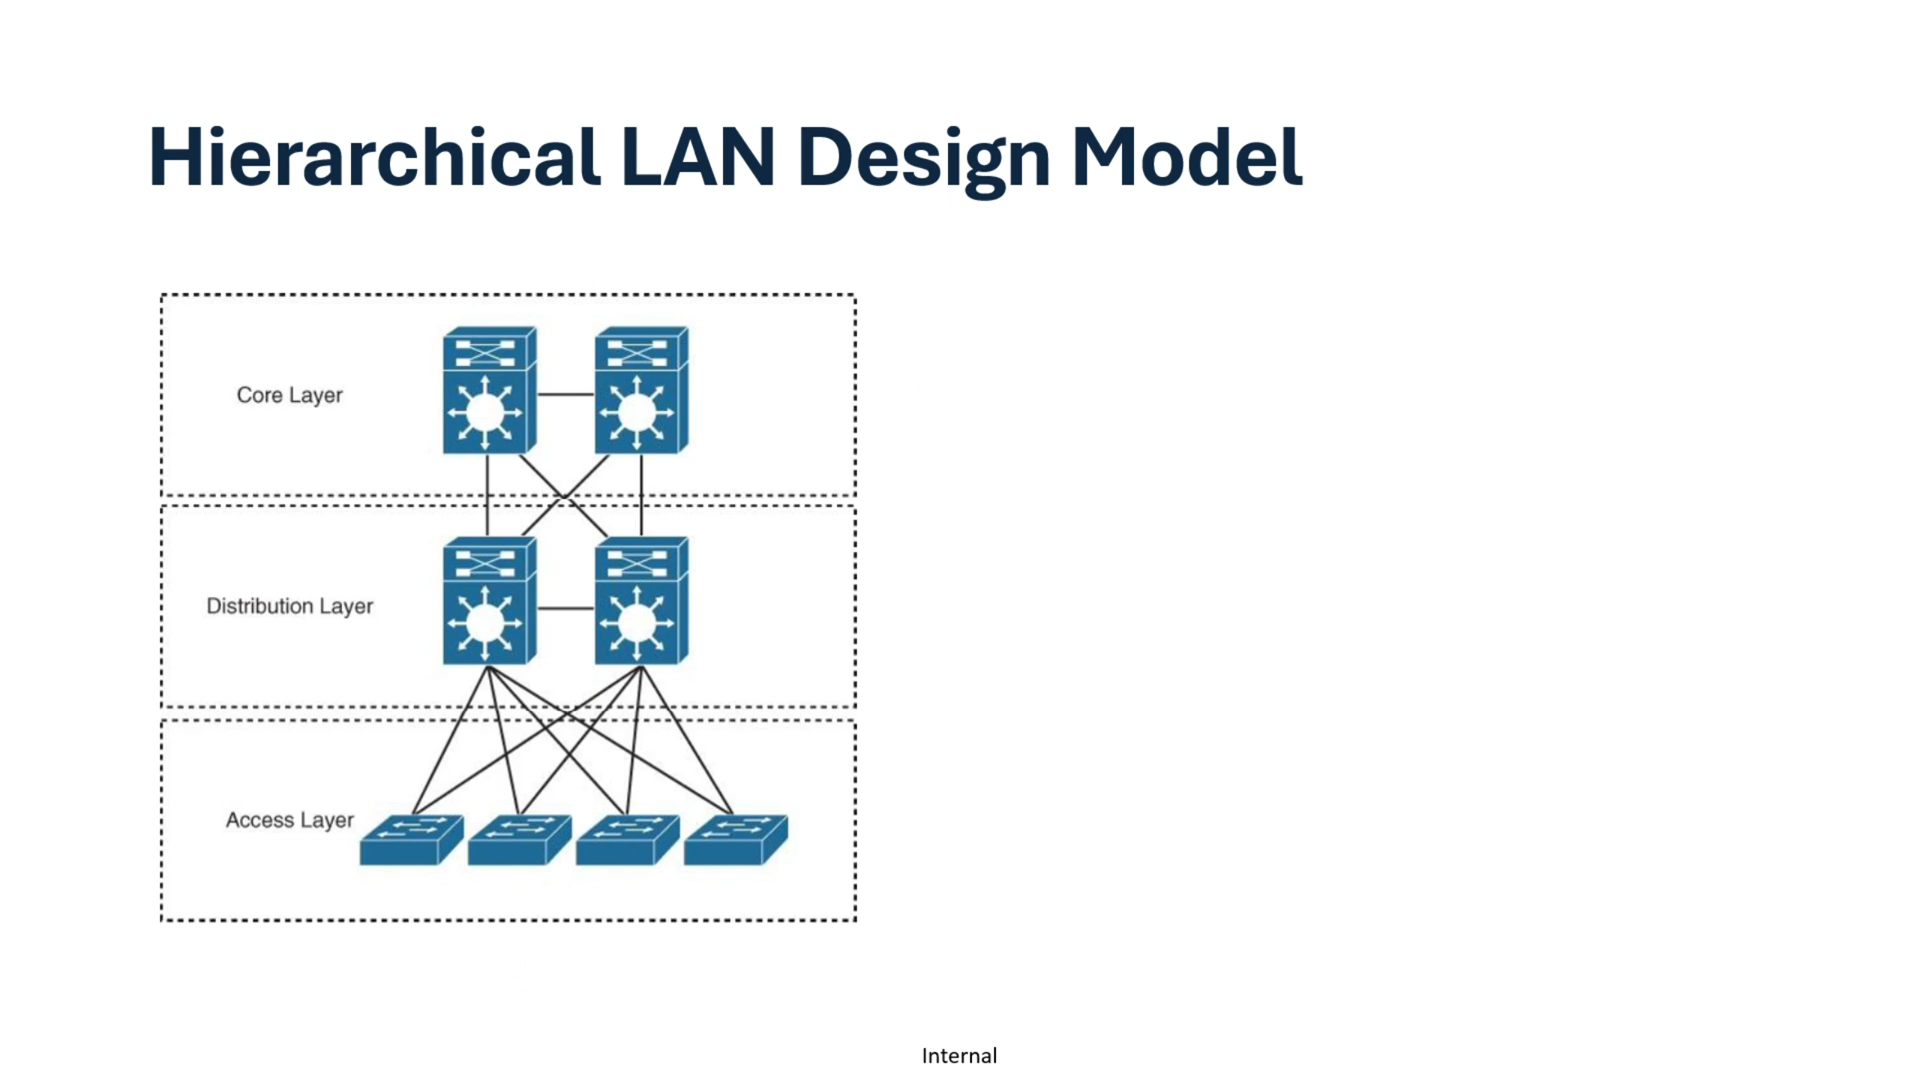 Hierarchical LAN Design Model
Core Layer
Distribution Layer
Access Layer
Internal